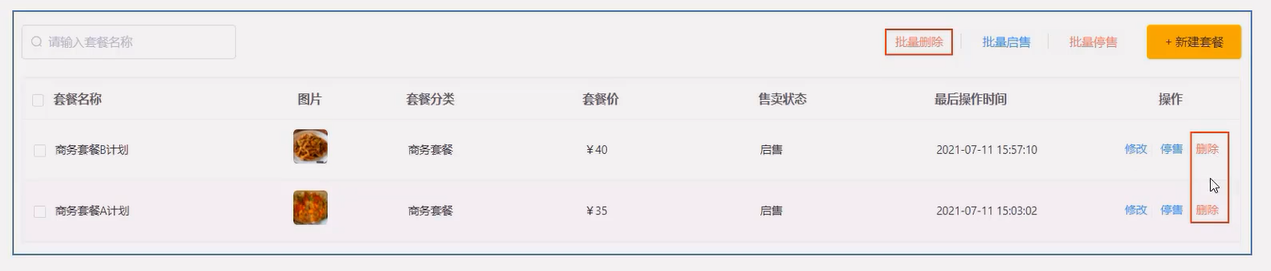 请输入套餐名称 批量删除 批量启售 批量停售 + 新建套餐
套餐名称 图片 套餐分类 套餐价 售卖状态 最后操作时间 操作
商务套餐B计划 商务套餐 ￥40 启售 2021-07-11 15:57:10 修改 停售 删除
商务套餐A计划 商务套餐 ￥35 启售 2021-07-11 15:03:02 修改 停售 删除